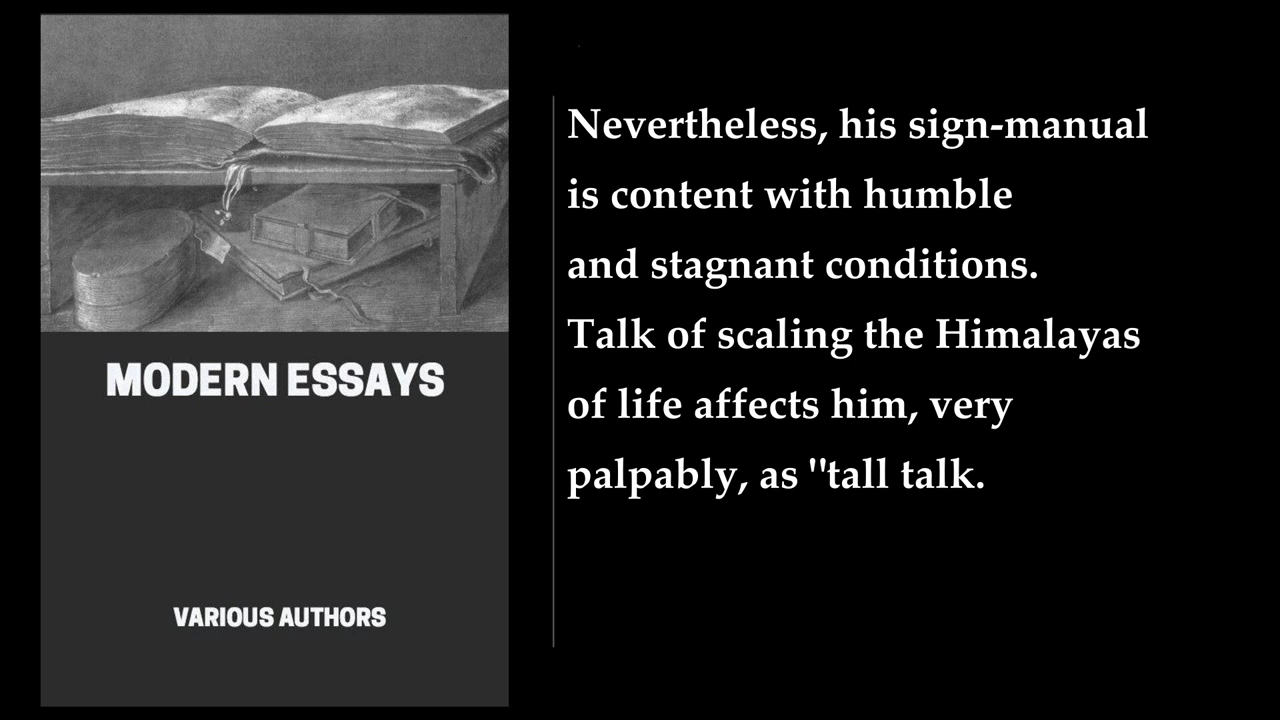 MODERN ESSAYS
VARIOUS AUTHORS
Nevertheless, his sign-manual
is content with humble
and stagnant conditions.
Talk of scaling the Himalayas
of life affects him, very
palpably, as "tall talk.